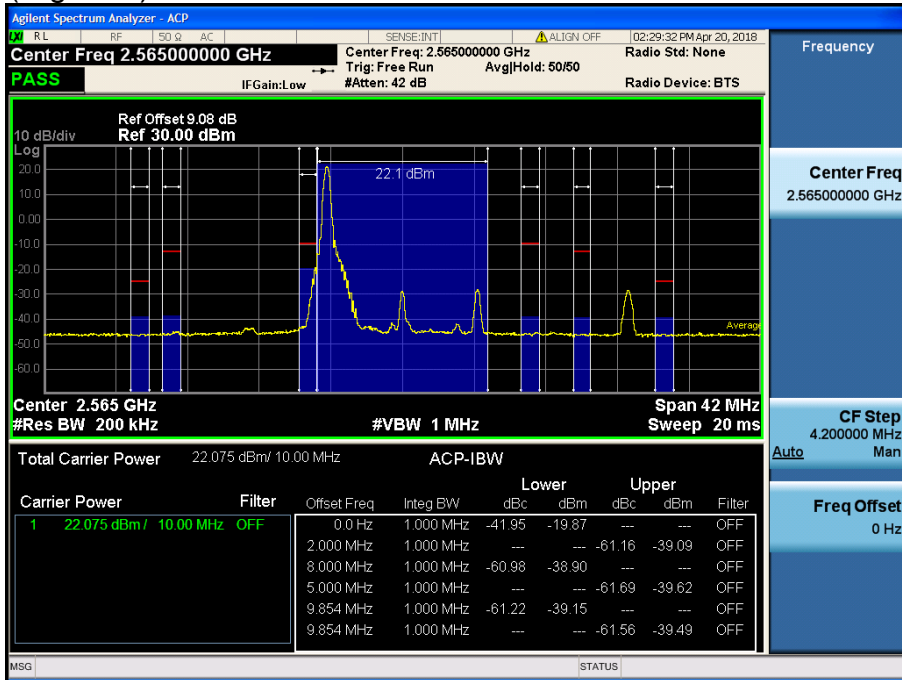 Agilent Spectrum Analyzer - ACP
LXI RL RF 50 Ω AC SENSE:INT ALIGN OFF 02:29:32 PM Apr 20, 2018
Center Freq 2.565000000 GHz
Center Freq: 2.565000000 GHz
Radio Std: None
Trig: Free Run Avg|Hold: 50/50
PASS
IFGain:Low #Atten: 42 dB Radio Device: BTS
Ref Offset 9.08 dB
10 dB/div Ref 30.00 dBm
Log
20.0
22.1 dBm
10.0
0.00
-10.0
-20.0
-30.0
-40.0
Average
-50.0
-60.0
Center 2.565 GHz Span 42 MHz
#Res BW 200 kHz #VBW 1 MHz Sweep 20 ms
Total Carrier Power 22.075 dBm/ 10.00 MHz ACP-IBW
Lower Upper
Carrier Power Filter Offset Freq Integ BW dBc dBm dBc dBm Filter
1 22.075 dBm / 10.00 MHz OFF 0.0 Hz 1.000 MHz -41.95 -19.87 --- --- OFF
2.000 MHz 1.000 MHz --- --- -61.16 -39.09 OFF
8.000 MHz 1.000 MHz -60.98 -38.90 --- --- OFF
5.000 MHz 1.000 MHz --- --- -61.69 -39.62 OFF
9.854 MHz 1.000 MHz -61.22 -39.15 --- --- OFF
9.854 MHz 1.000 MHz --- --- -61.56 -39.49 OFF
MSG STATUS
Frequency
Center Freq
2.565000000 GHz
CF Step
4.200000 MHz
Auto Man
Freq Offset
0 Hz